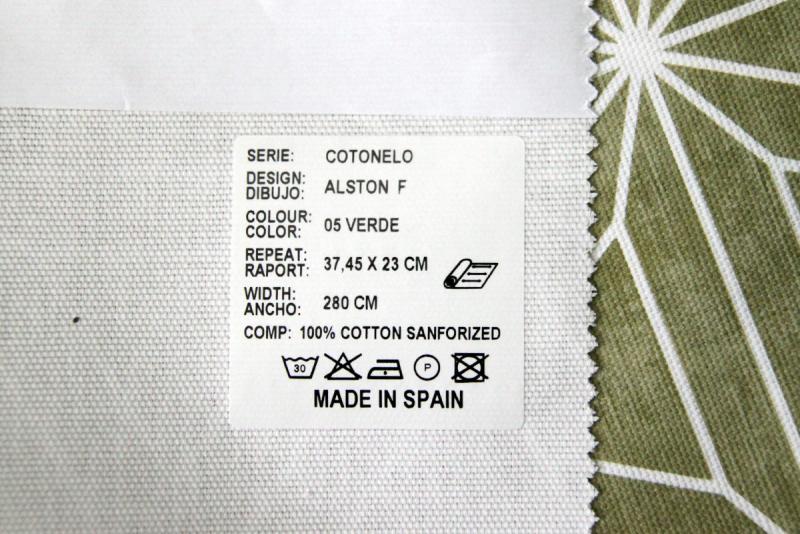 SERIE: COTONELO
DESIGN:
DIBUJO: ALSTON F
COLOUR:
COLOR: 05 VERDE
REPEAT:
RAPORT: 37,45 X 23 CM
WIDTH:
ANCHO: 280 CM
COMP: 100% COTTON SANFORIZED
30 P
MADE IN SPAIN